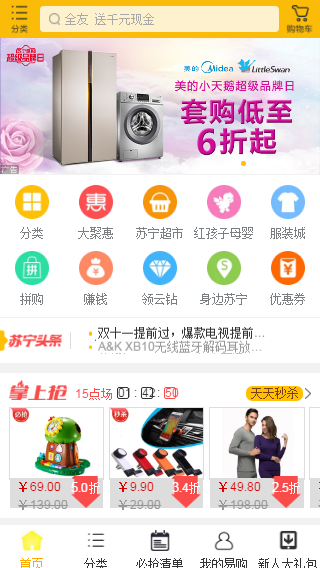 分类
全友 送千元现金
购物车
超级品牌日
美的 Midea LittleSwan
美的小天鹅超级品牌日
套购低至
6折起
广告
分类
大聚惠
苏宁超市
红孩子母婴
服装城
惠
拼
拼购
赚钱
领云钻
身边苏宁
优惠券
苏宁头条
双十一提前过，爆款电视提前…
A&K XB10无线蓝牙解码耳放…
掌上抢 15点场 01 : 42 : 50
天天秒杀
必抢
秒杀
¥69.00
5.0折
¥139.00
¥9.90
3.4折
¥29.00
¥49.80
2.5折
¥198.00
首页
分类
必抢清单
我的易购
新人大礼包